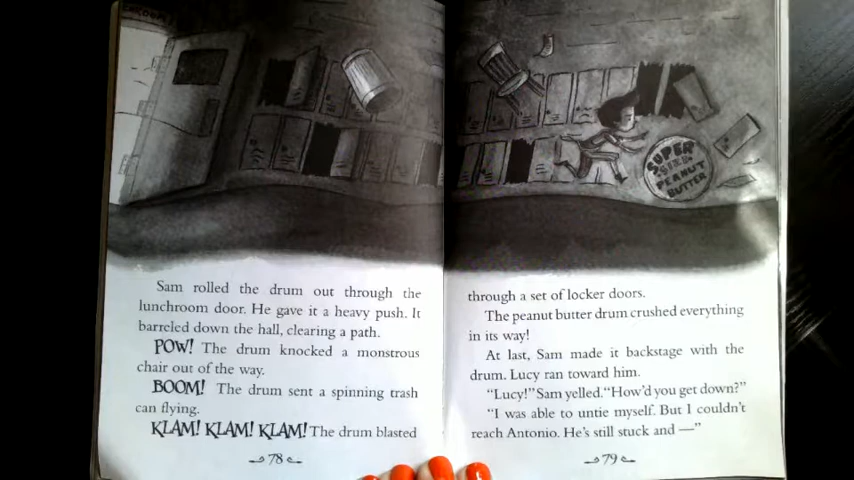 Sam rolled the drum out through the
lunchroom door. He gave it a heavy push. It
barreled down the hall, clearing a path.
POW! The drum knocked a monstrous
chair out of the way.
BOOM! The drum sent a spinning trash
can flying.
KLAM! KLAM! KLAM! The drum blasted
78
SUPER
SIZED
PEANUT
BUTTER
through a set of locker doors.
The peanut butter drum crushed everything
in its way!
At last, Sam made it backstage with the
drum. Lucy ran toward him.
"Lucy!" Sam yelled. "How'd you get down?"
"I was able to untie myself. But I couldn't
reach Antonio. He's still stuck and —"
79